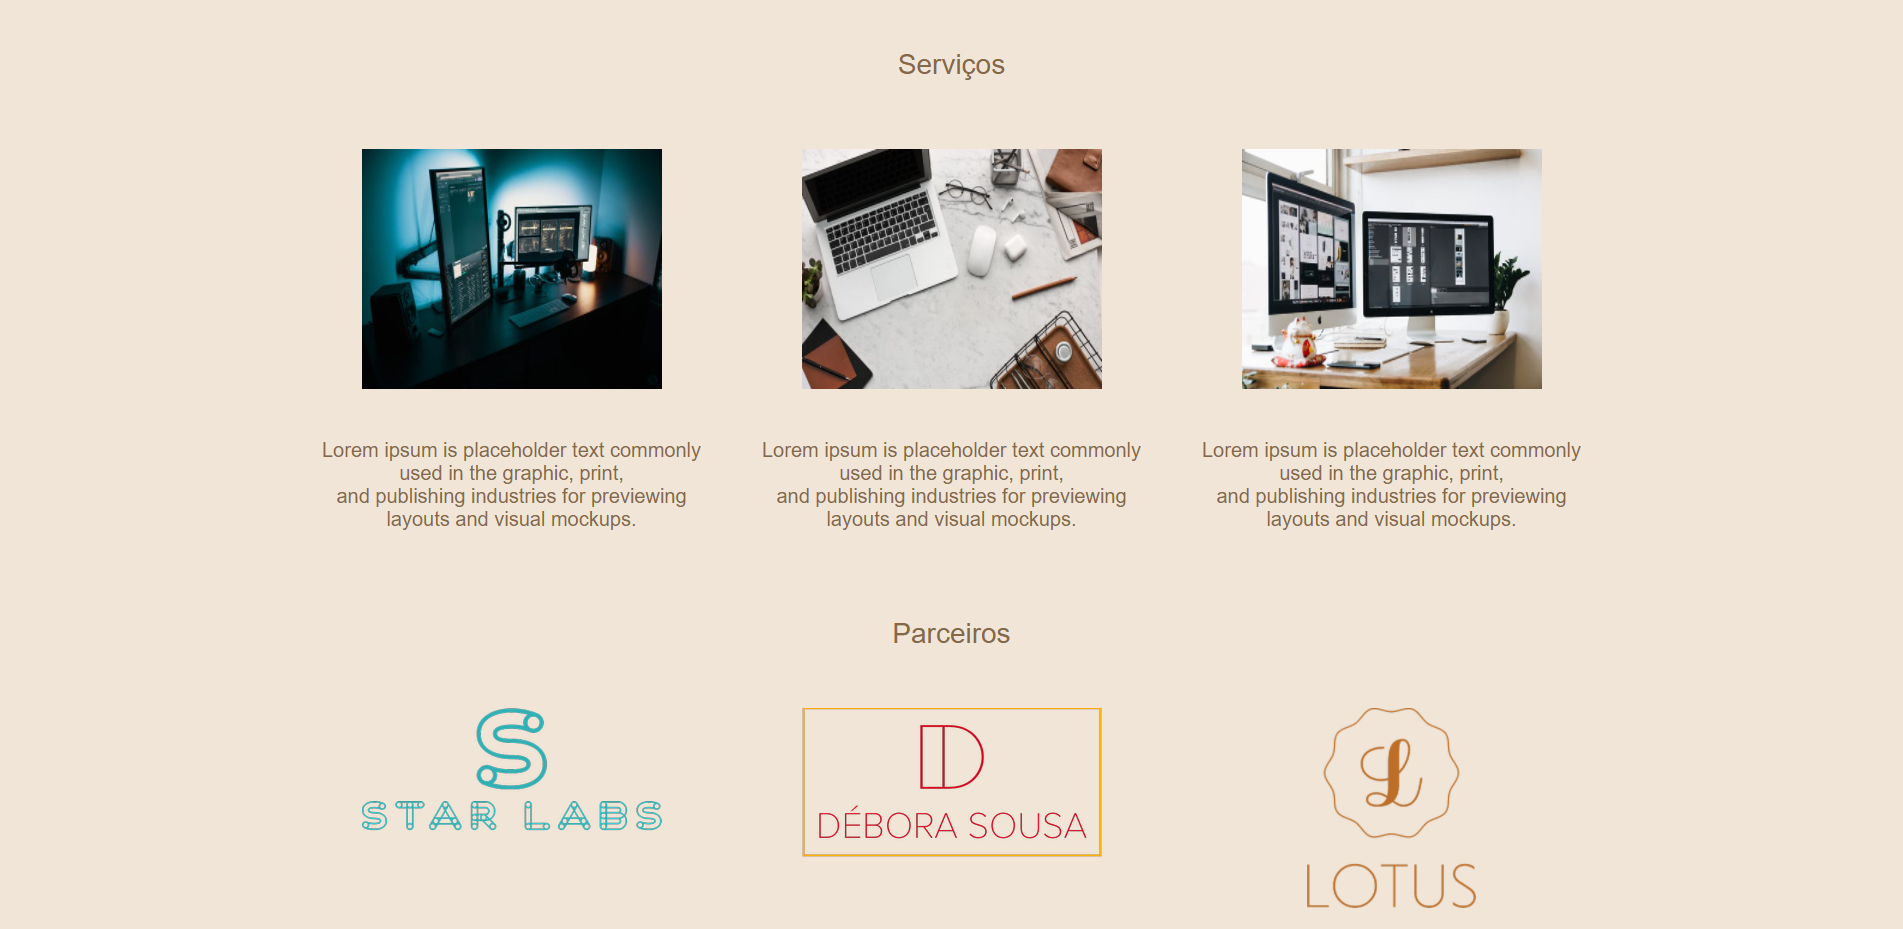 Serviços
Lorem ipsum is placeholder text commonly
used in the graphic, print,
and publishing industries for previewing
layouts and visual mockups.
Lorem ipsum is placeholder text commonly
used in the graphic, print,
and publishing industries for previewing
layouts and visual mockups.
Lorem ipsum is placeholder text commonly
used in the graphic, print,
and publishing industries for previewing
layouts and visual mockups.
Parceiros
S
STAR LABS
D
DÉBORA SOUSA
L
LOTUS